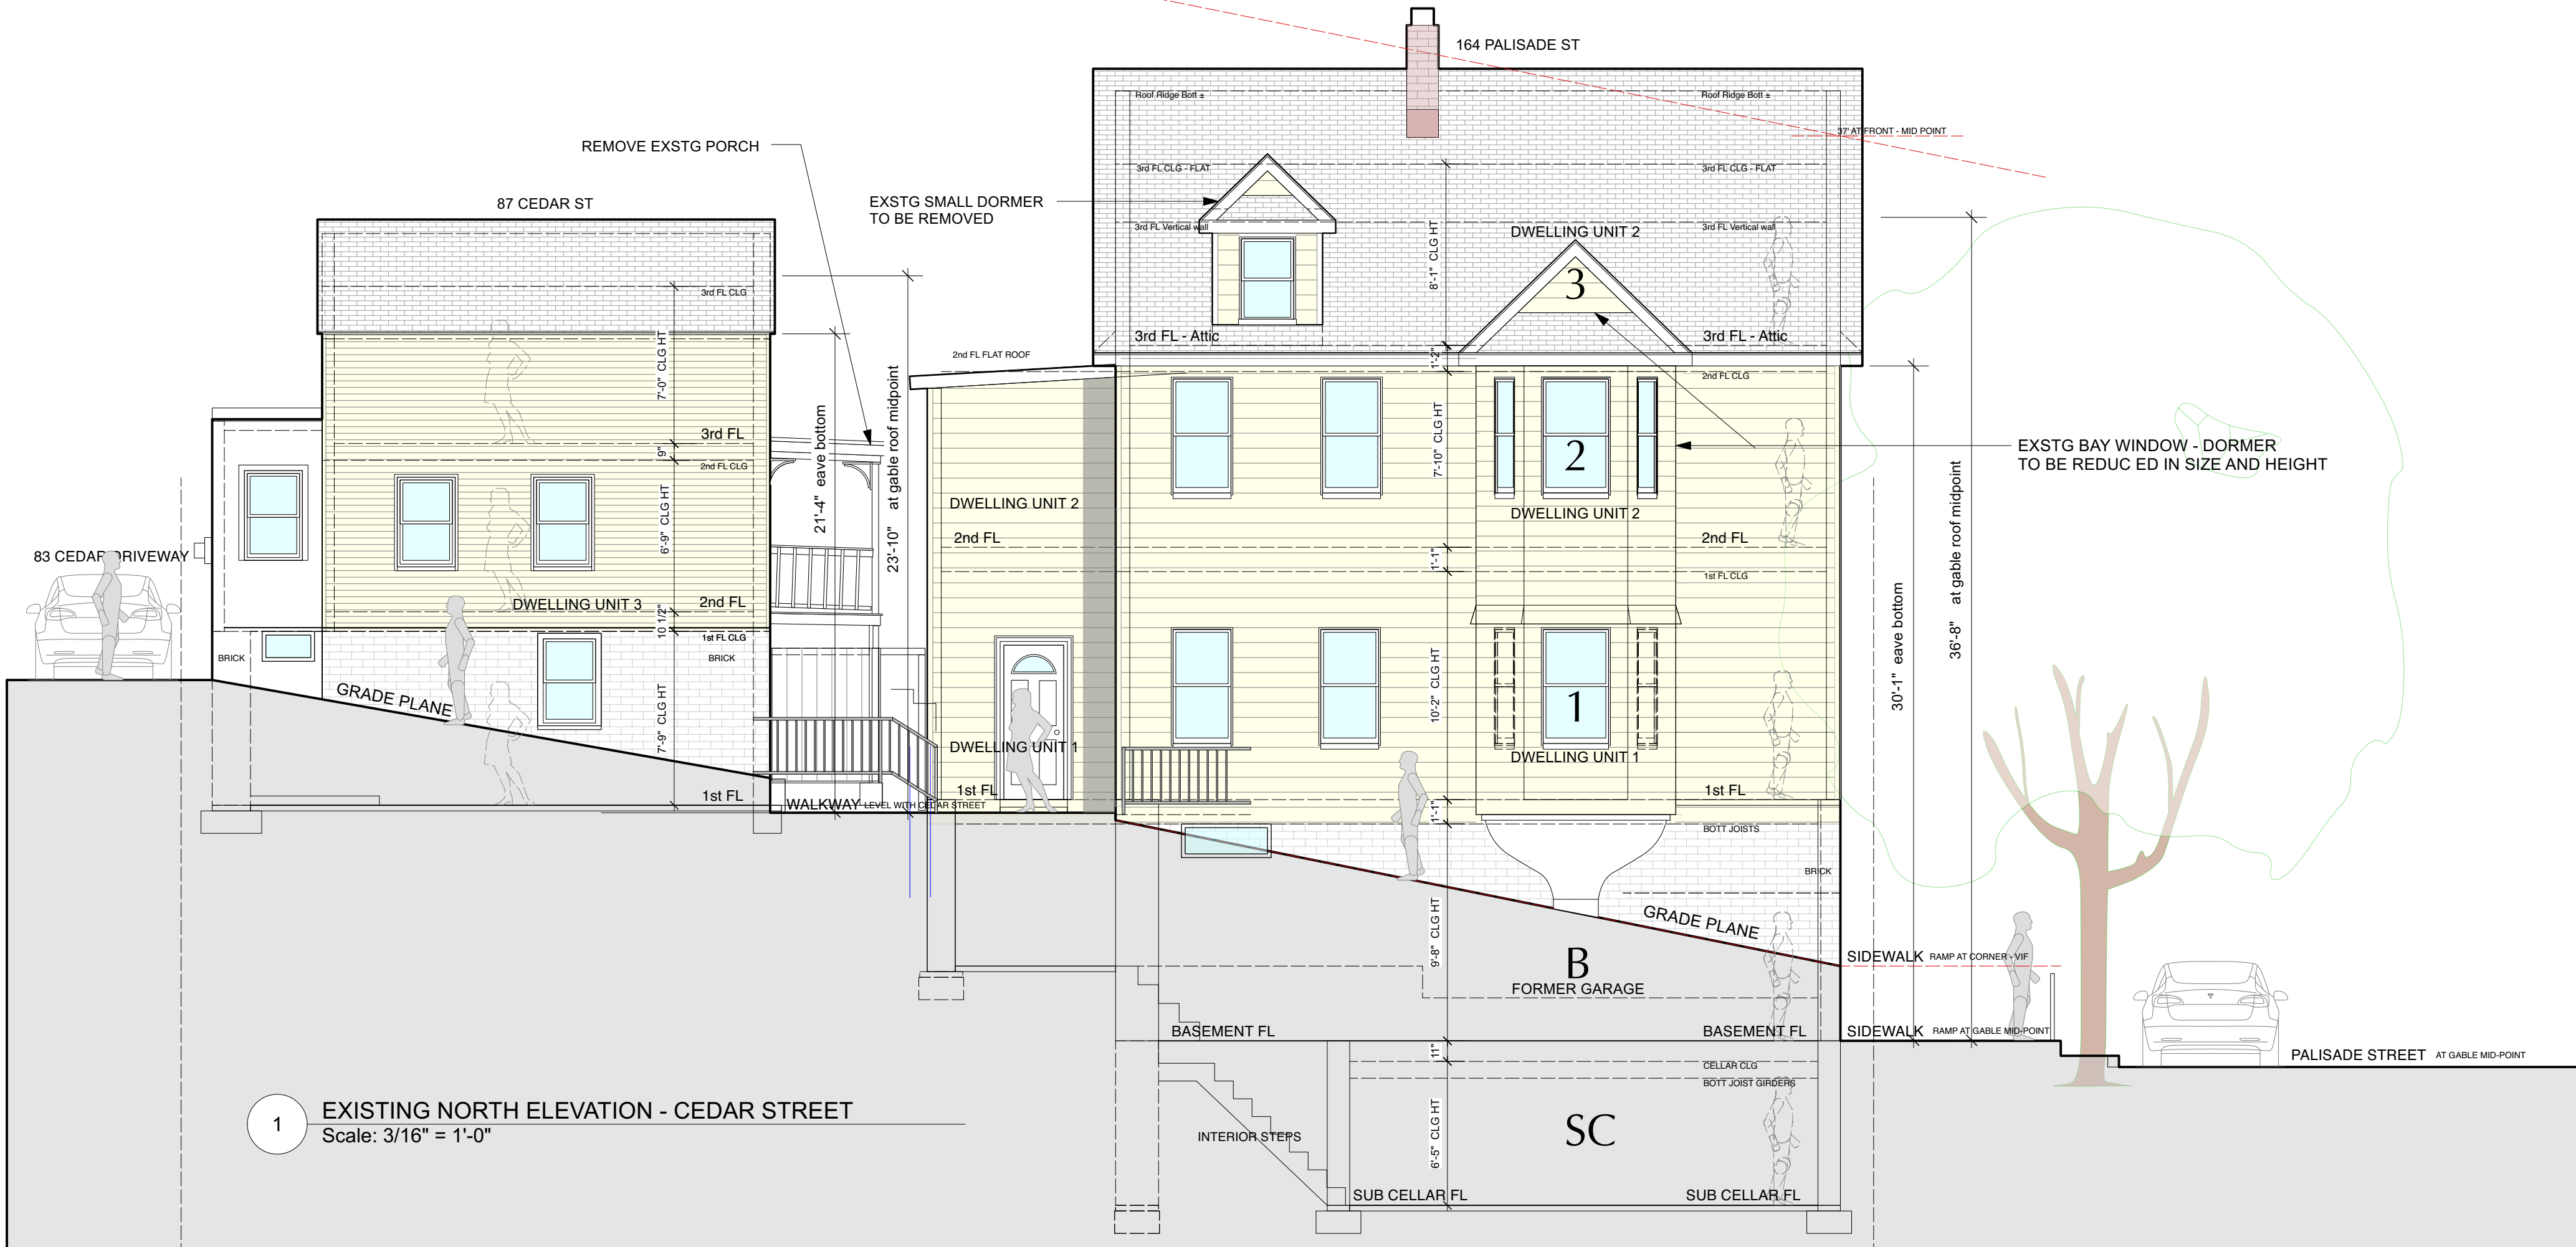 164 PALISADE ST
Roof Ridge Bott ±
Roof Ridge Bott ±
37' AT FRONT - MID POINT
REMOVE EXSTG PORCH
3rd FL CLG - FLAT
3rd FL CLG - FLAT
87 CEDAR ST
EXSTG SMALL DORMER
TO BE REMOVED
3rd FL Vertical wall
DWELLING UNIT 2
3rd FL Vertical wall
8'-1" CLG HT
3
3rd FL CLG
3rd FL - Attic
3rd FL - Attic
2nd FL FLAT ROOF
1'-2"
2nd FL CLG
7'-0" CLG HT
21'-4" eave bottom
23'-10" at gable roof midpoint
3rd FL
9"
2nd FL CLG
7'-10" CLG HT
2
EXSTG BAY WINDOW - DORMER
TO BE REDUC ED IN SIZE AND HEIGHT
6'-9" CLG HT
DWELLING UNIT 2
DWELLING UNIT 2
36'-8" at gable roof midpoint
2nd FL
2nd FL
83 CEDAR DRIVEWAY
1'-1"
1st FL CLG
DWELLING UNIT 3
2nd FL
10 1/2"
1st FL CLG
30'-1" eave bottom
BRICK
BRICK
GRADE PLANE
7'-9" CLG HT
10'-2" CLG HT
1
DWELLING UNIT 1
DWELLING UNIT 1
1st FL
1st FL
1st FL
WALKWAY LEVEL WITH CEDAR STREET
1'-1"
BOTT JOISTS
BRICK
GRADE PLANE
9'-8" CLG HT
B
FORMER GARAGE
SIDEWALK RAMP AT CORNER - VIF
BASEMENT FL
BASEMENT FL
SIDEWALK RAMP AT GABLE MID-POINT
11"
PALISADE STREET AT GABLE MID-POINT
CELLAR CLG
BOTT JOIST GIRDERS
1
EXISTING NORTH ELEVATION - CEDAR STREET
Scale: 3/16" = 1'-0"
INTERIOR STEPS
6'-5" CLG HT
SC
SUB CELLAR FL
SUB CELLAR FL